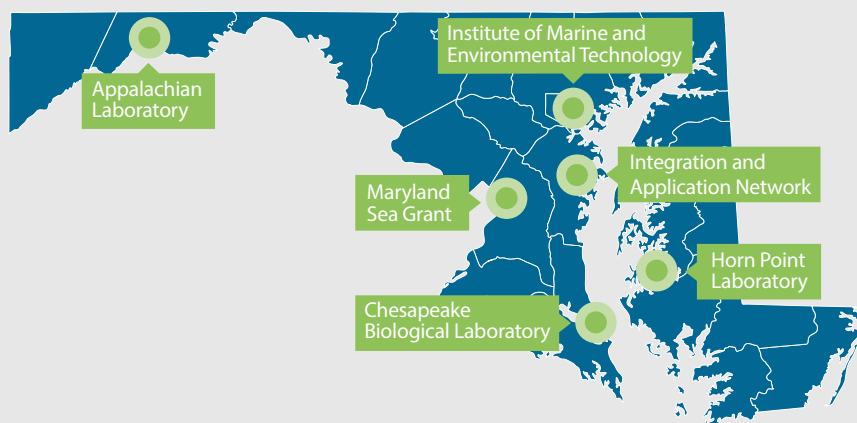 Institute of Marine and
Environmental Technology
Appalachian
Laboratory
Integration and
Application Network
Maryland
Sea Grant
Horn Point
Laboratory
Chesapeake
Biological Laboratory